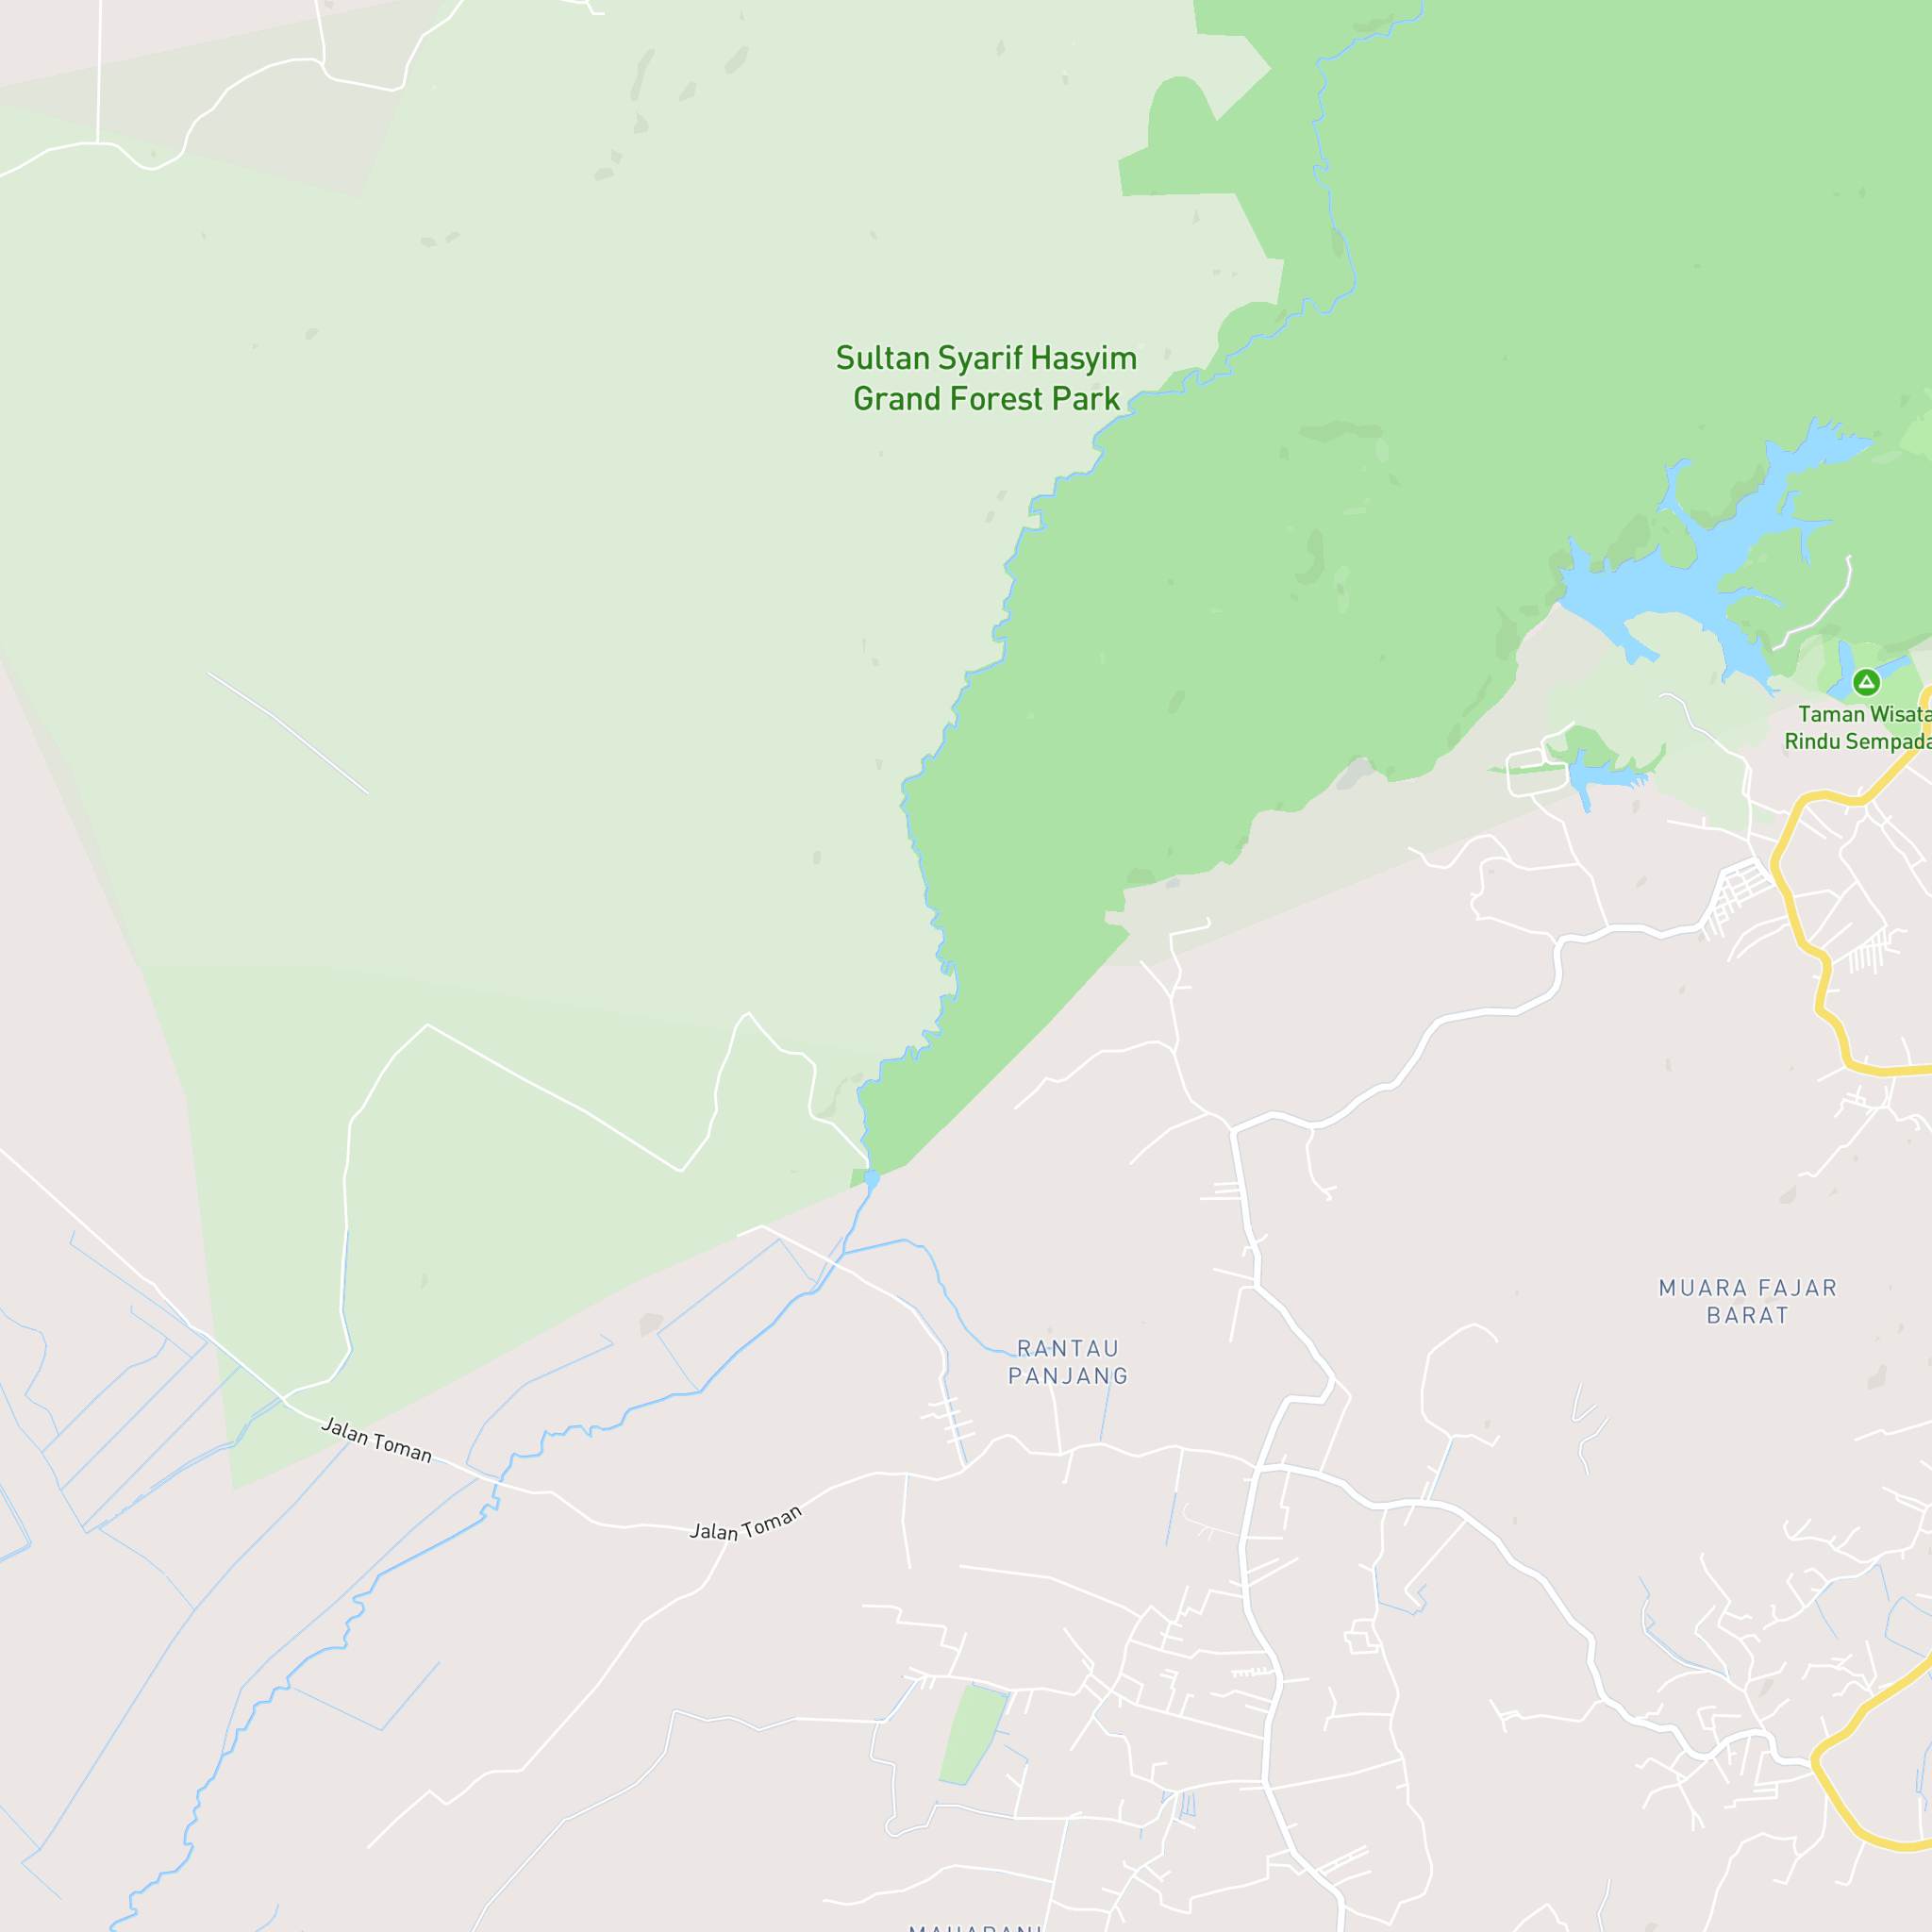 Sultan Syarif Hasyim
Grand Forest Park
Taman Wisata
Rindu Sempada
MUARA FAJAR
BARAT
RANTAU
PANJANG
Jalan Toman
Jalan Toman
MAHARANI